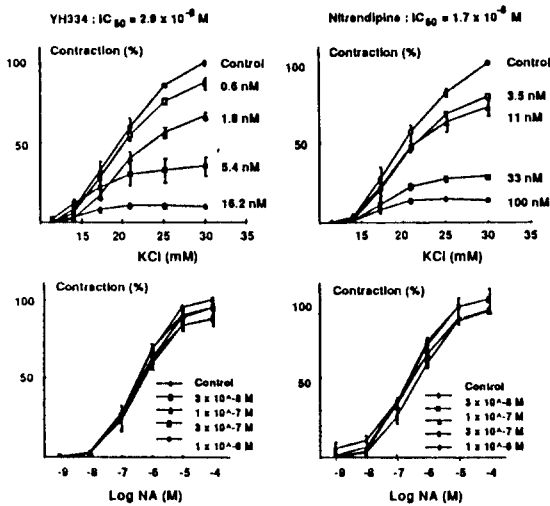 YH334 : IC50 = 2.9 x 10^-9 M
Contraction (%)
100
50
Control
0.6 nM
1.8 nM
5.4 nM
16.2 nM
15 20 25 30 35
KCl (mM)
Nitrendipine : IC50 = 1.7 x 10^-8 M
Contraction (%)
100
50
Control
3.5 nM
11 nM
33 nM
100 nM
15 20 25 30 35
KCl (mM)
Contraction (%)
100
50
Control
3 x 10^-8 M
1 x 10^-7 M
3 x 10^-7 M
1 x 10^-6 M
-9 -8 -7 -6 -5 -4
Log NA (M)
Contraction (%)
100
50
Control
3 x 10^-8 M
1 x 10^-7 M
3 x 10^-7 M
1 x 10^-6 M
-9 -8 -7 -6 -5 -4
Log NA (M)